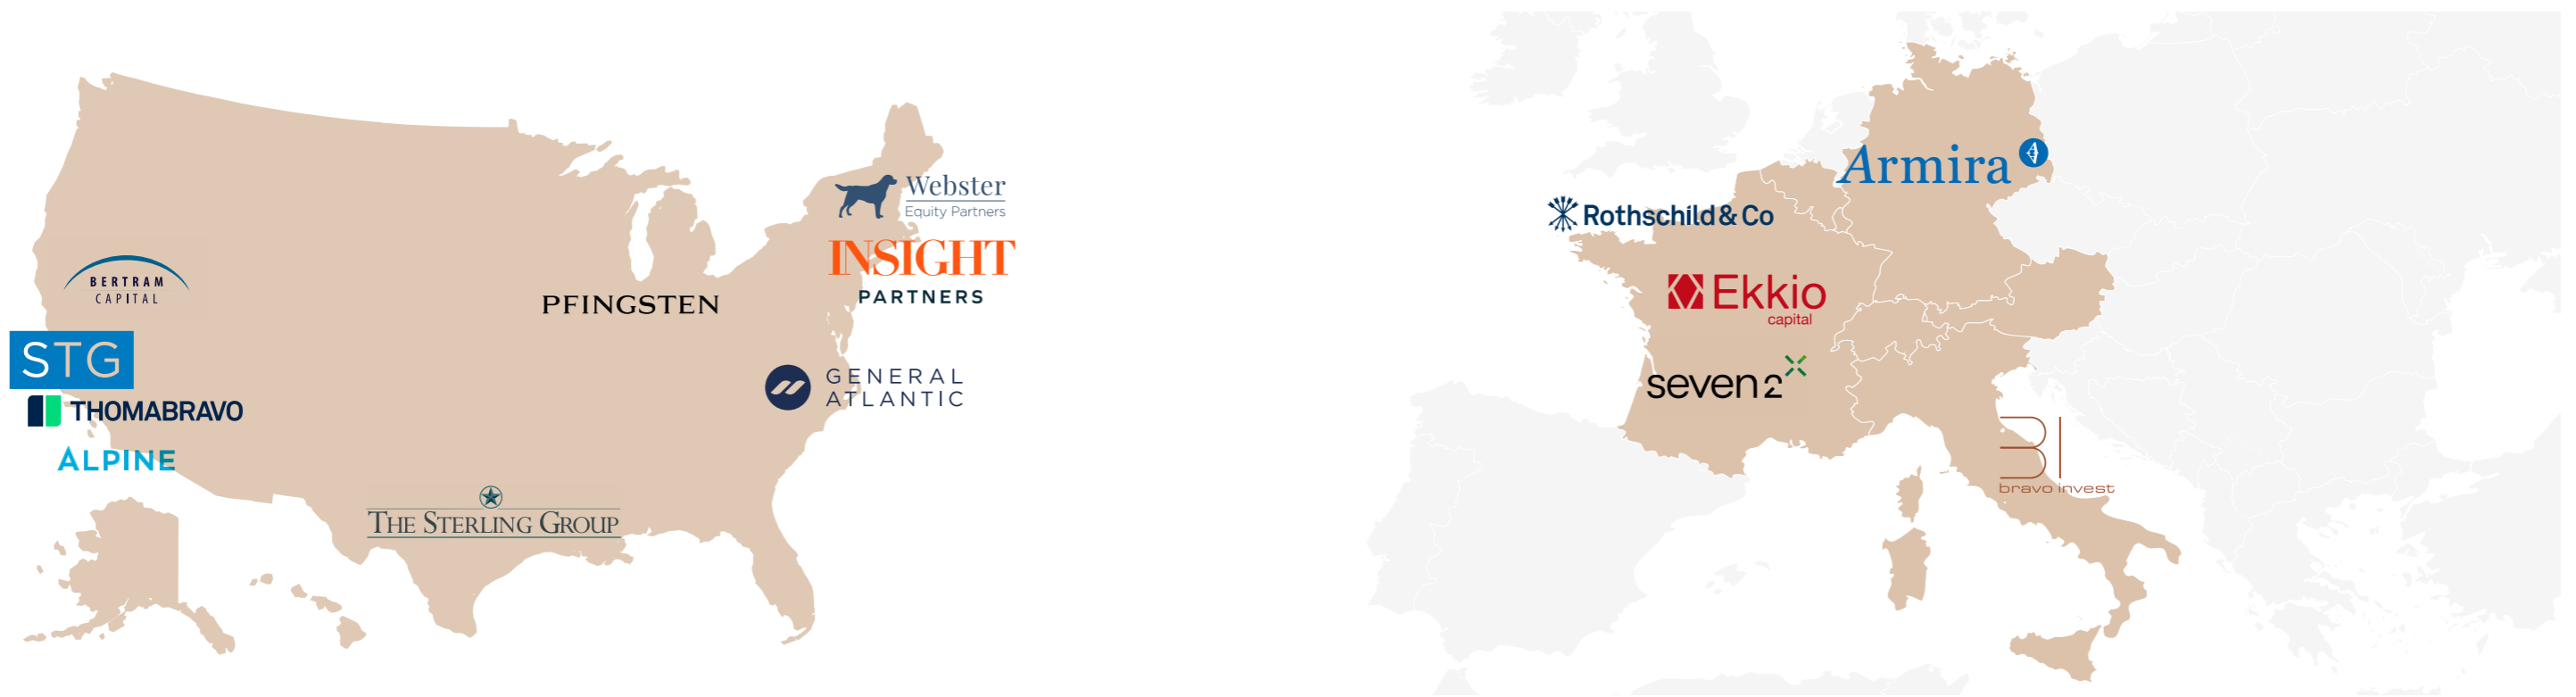 Webster
Equity Partners
INSIGHT
PARTNERS
BERTRAM
CAPITAL
PFINGSTEN
STG
THOMABRAVO
GENERAL
ATLANTIC
ALPINE
THE STERLING GROUP
Armira
Rothschild & Co
Ekkio
capital
seven2
BI
bravo invest